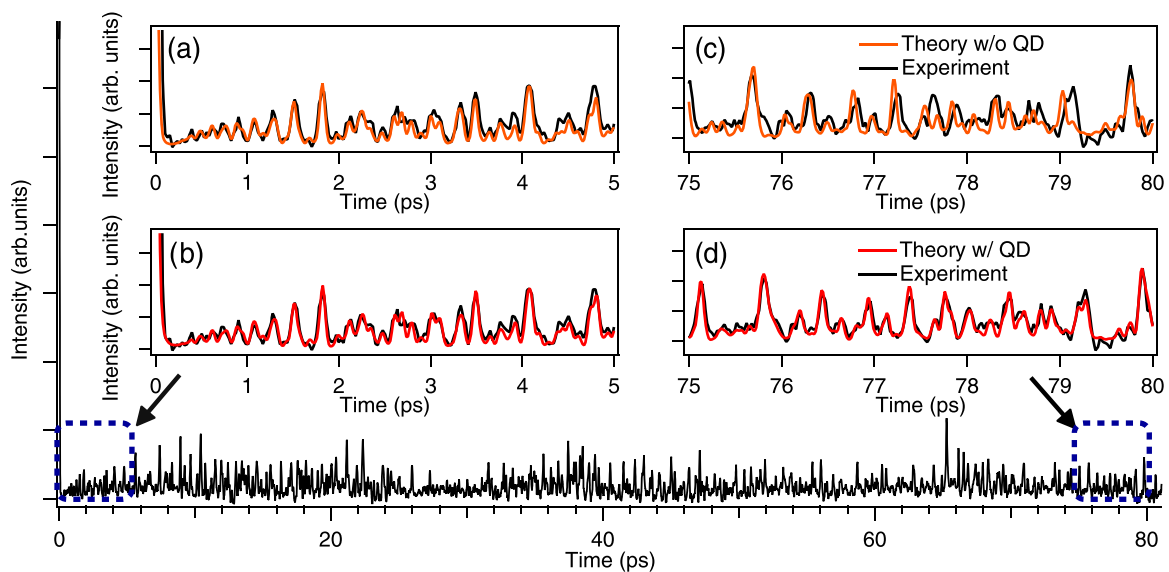 Intensity (arb.units)
Intensity (arb. units)
(a)
0 1 2 3 4 5
Time (ps)
(c)
Theory w/o QD
Experiment
75 76 77 78 79 80
Time (ps)
Intensity (arb. units)
(b)
0 1 2 3 4 5
Time (ps)
(d)
Theory w/ QD
Experiment
75 76 77 78 79 80
Time (ps)
0 20 40 60 80
Time (ps)